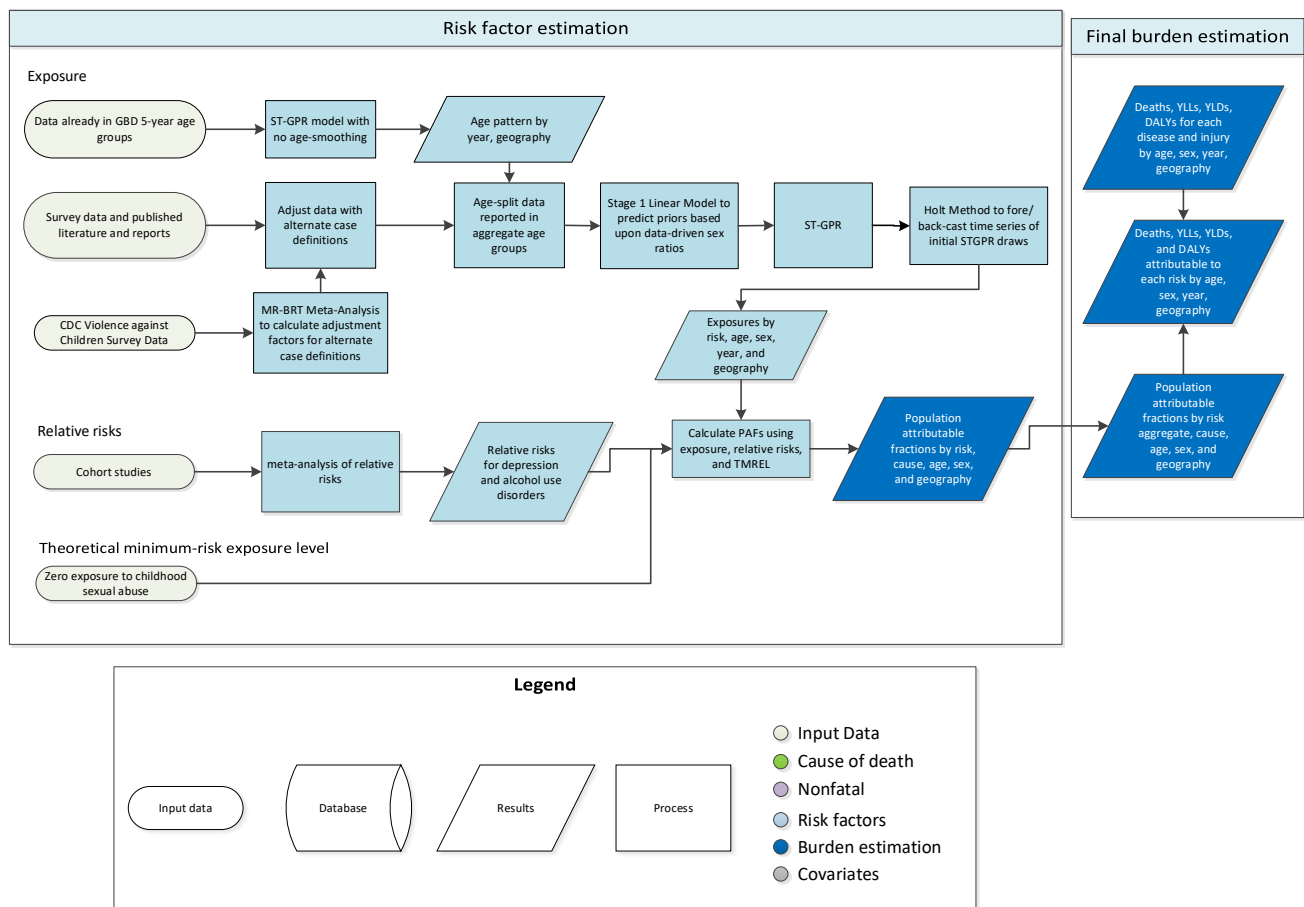 Risk factor estimation
Final burden estimation
Exposure
Data already in GBD 5-year age
groups
ST-GPR model with
no age-smoothing
Age pattern by
year, geography
Survey data and published
literature and reports
Adjust data with
alternate case
definitions
Age-split data
reported in
aggregate age
groups
Stage 1 Linear Model to
predict priors based
upon data-driven sex
ratios
ST-GPR
Holt Method to fore/
back-cast time series of
initial STGPR draws
CDC Violence against
Children Survey Data
MR-BRT Meta-Analysis
to calculate adjustment
factors for alternate
case definitions
Exposures by
risk, age, sex,
year, and
geography
Relative risks
Cohort studies
meta-analysis of relative
risks
Relative risks
for depression
and alcohol use
disorders
Calculate PAFs using
exposure, relative risks,
and TMREL
Population
attributable
fractions by risk,
cause, age, sex,
and geography
Theoretical minimum-risk exposure level
Zero exposure to childhood
sexual abuse
Deaths, YLLs, YLDs,
DALYs for each
disease and injury
by age, sex, year,
geography
Deaths, YLLs, YLDs,
and DALYs
attributable to
each risk by age,
sex, year,
geography
Population
attributable
fractions by risk
aggregate, cause,
age, sex, and
geography
Legend
Input data
Database
Results
Process
Input Data
Cause of death
Nonfatal
Risk factors
Burden estimation
Covariates